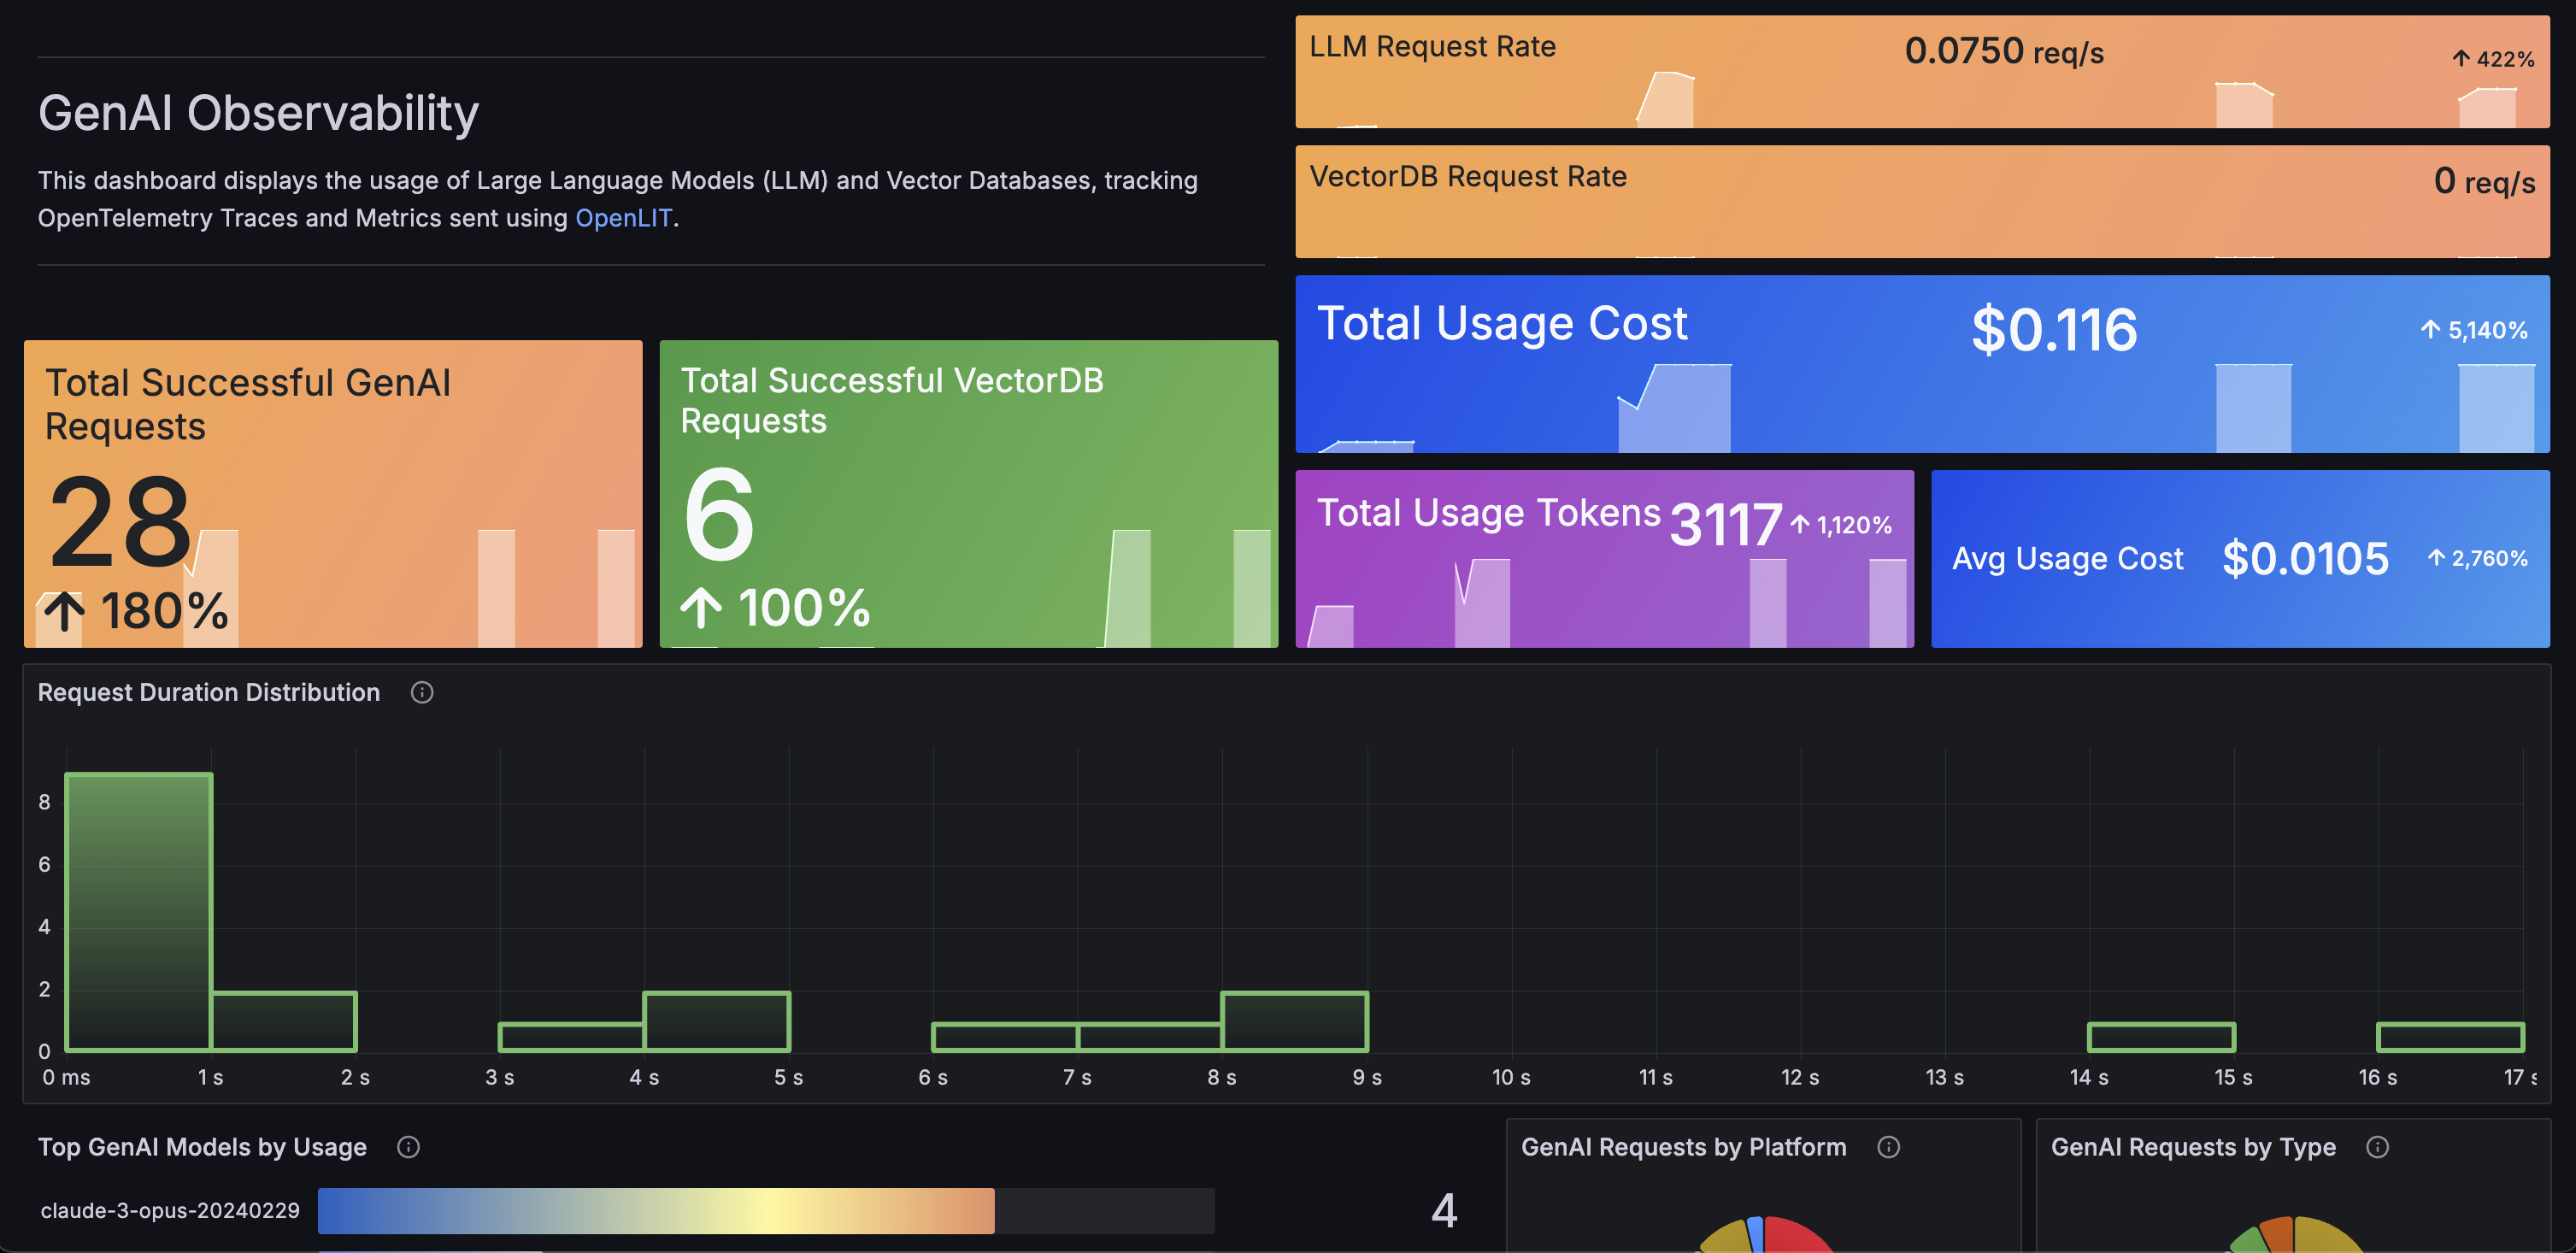 GenAI Observability
This dashboard displays the usage of Large Language Models (LLM) and Vector Databases, tracking
OpenTelemetry Traces and Metrics sent using OpenLIT.
LLM Request Rate
0.0750 req/s
↑ 422%
VectorDB Request Rate
0 req/s
Total Usage Cost
$0.116
↑ 5,140%
Total Successful GenAI
Requests
28
↑ 180%
Total Successful VectorDB
Requests
6
↑ 100%
Total Usage Tokens
3117
↑ 1,120%
Avg Usage Cost
$0.0105
↑ 2,760%
Request Duration Distribution
8
6
4
2
0
0 ms
1 s
2 s
3 s
4 s
5 s
6 s
7 s
8 s
9 s
10 s
11 s
12 s
13 s
14 s
15 s
16 s
17 s
Top GenAI Models by Usage
claude-3-opus-20240229
4
GenAI Requests by Platform
GenAI Requests by Type